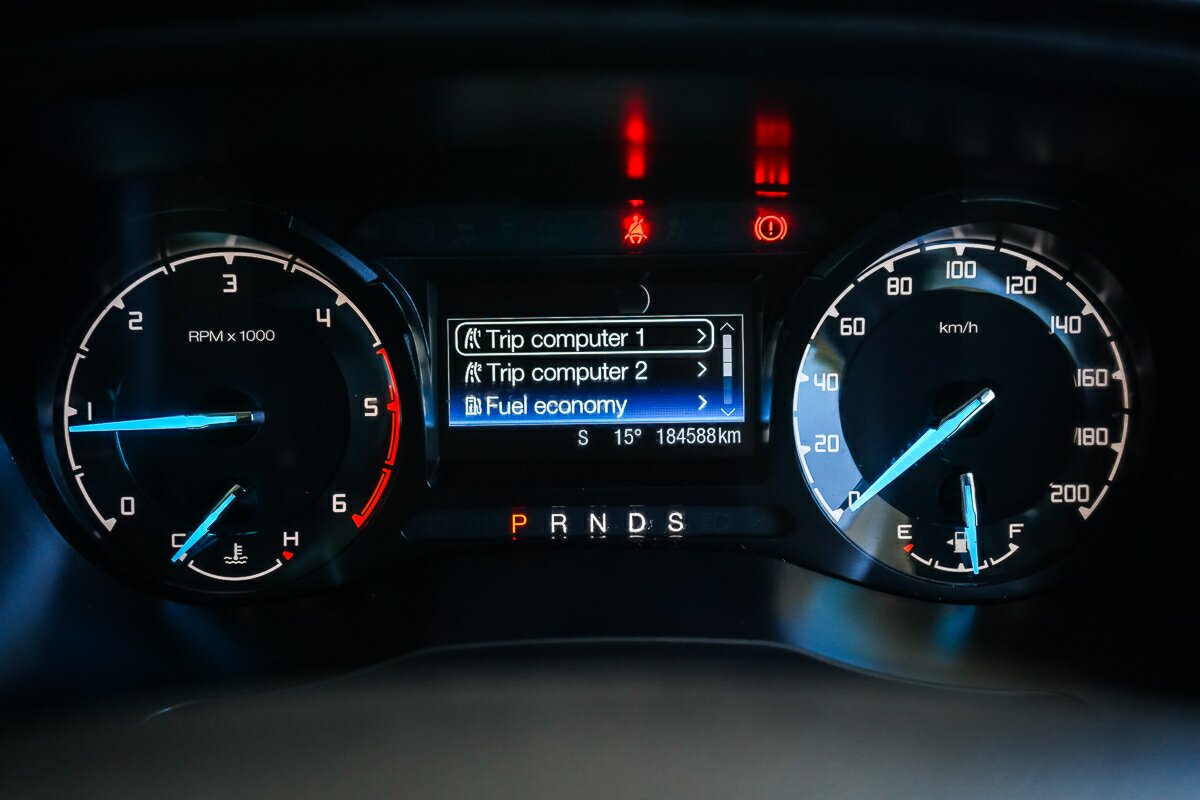 RPM x 1000
0
1
2
3
4
5
6
C H
Trip computer 1
Trip computer 2
Fuel economy
S 15° 184588km
P R N D S
km/h
0
20
40
60
80
100
120
140
160
180
200
E F